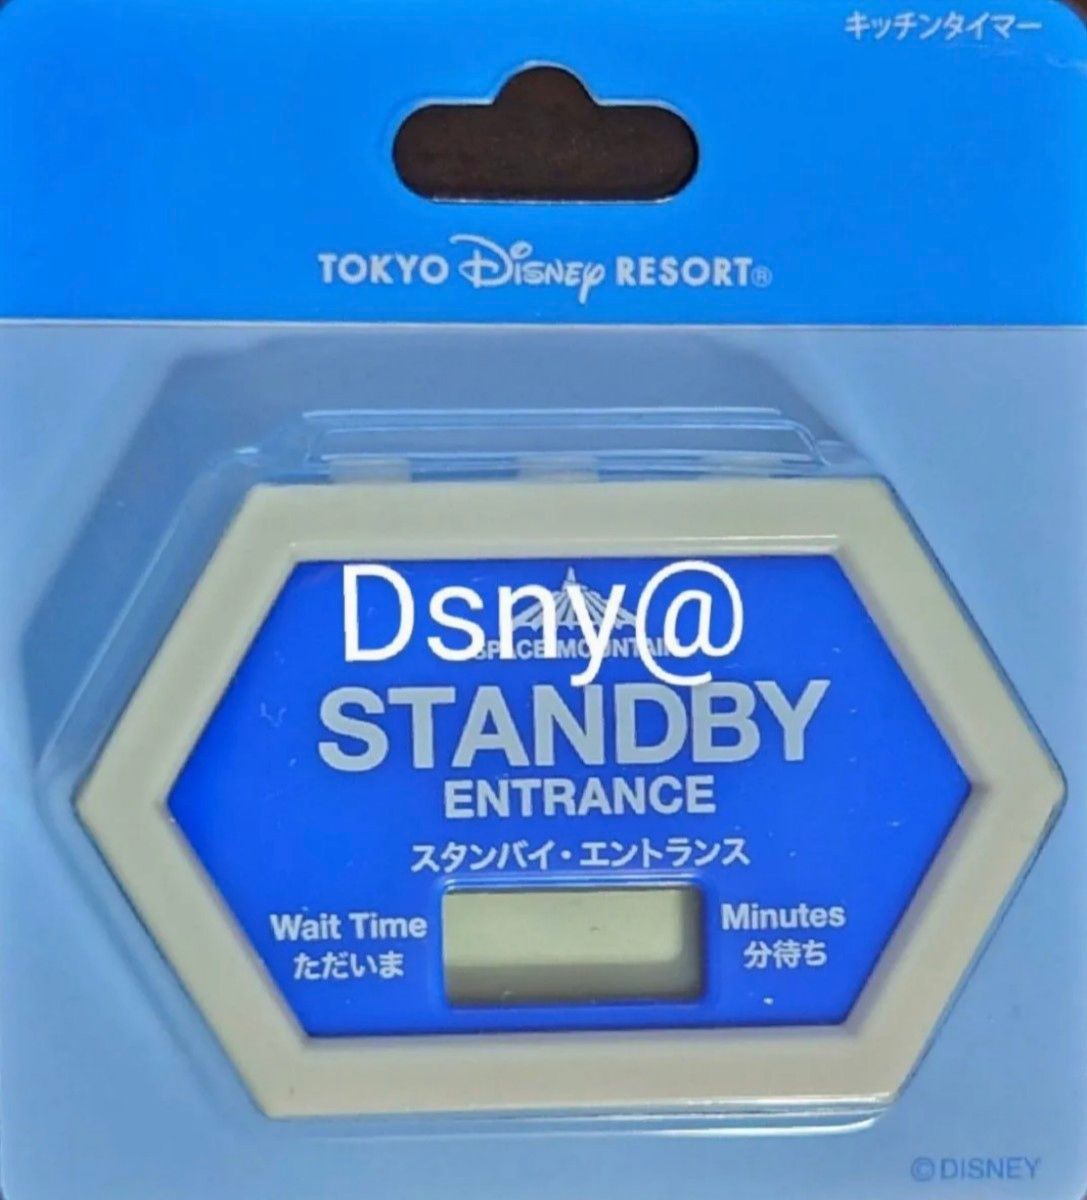 キッチンタイマー
TOKYO Disney RESORT®
Dsny@
SPACE MOUNTAIN
STANDBY
ENTRANCE
スタンバイ・エントランス
Wait Time
ただいま
Minutes
分待ち
©DISNEY